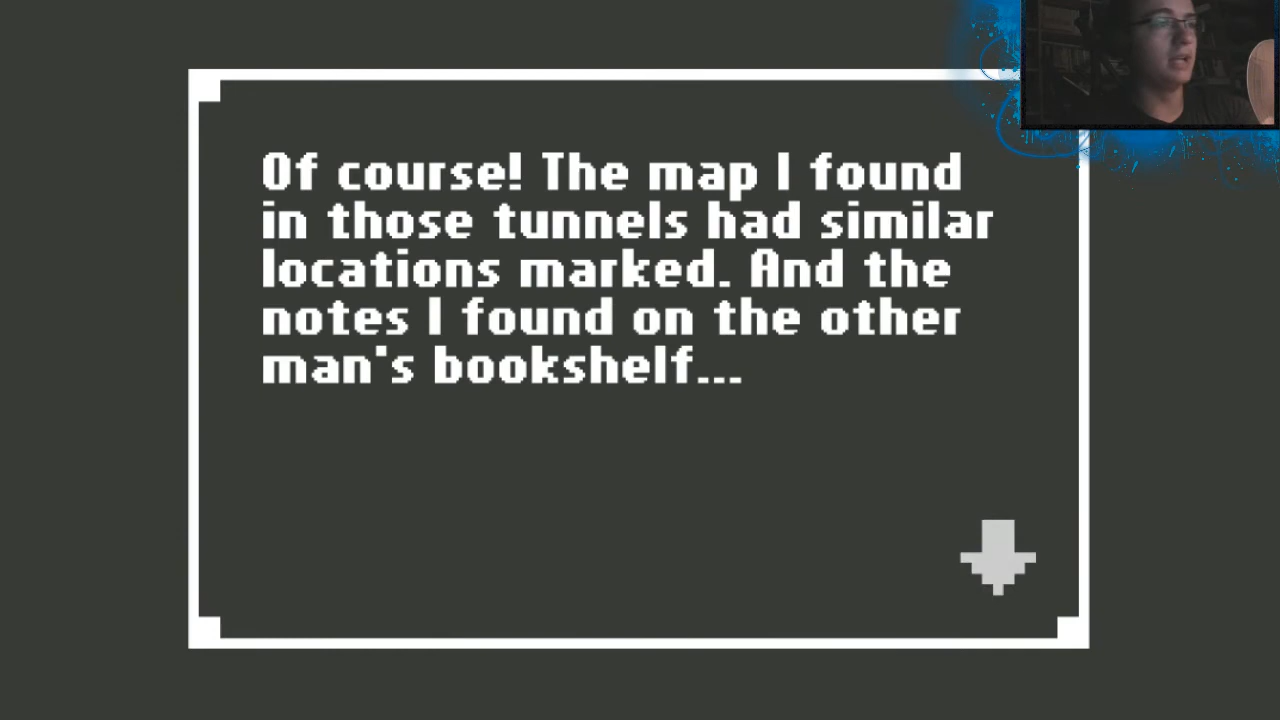 Of course! The map I found
in those tunnels had similar
locations marked. And the
notes I found on the other
man's bookshelf...